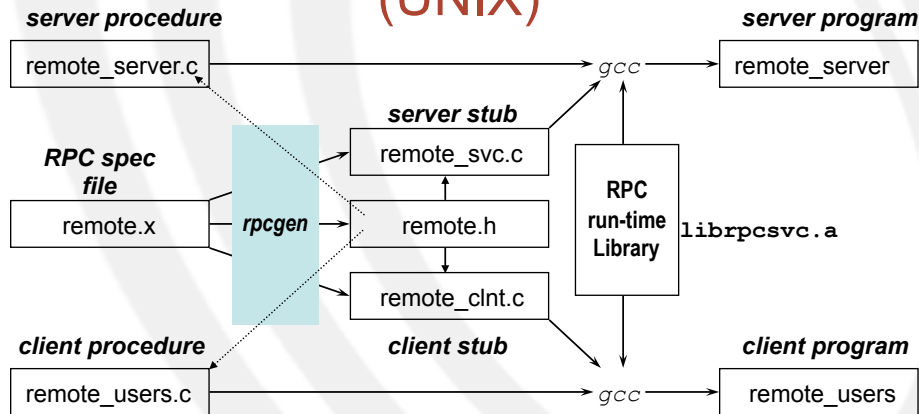 (UNIX)
server procedure
server program
remote_server.c
gcc
remote_server
server stub
remote_svc.c
RPC spec
file
remote.x
rpcgen
remote.h
RPC
run-time
Library
librpcsvc.a
remote_clnt.c
client procedure
client stub
client program
remote_users.c
gcc
remote_users